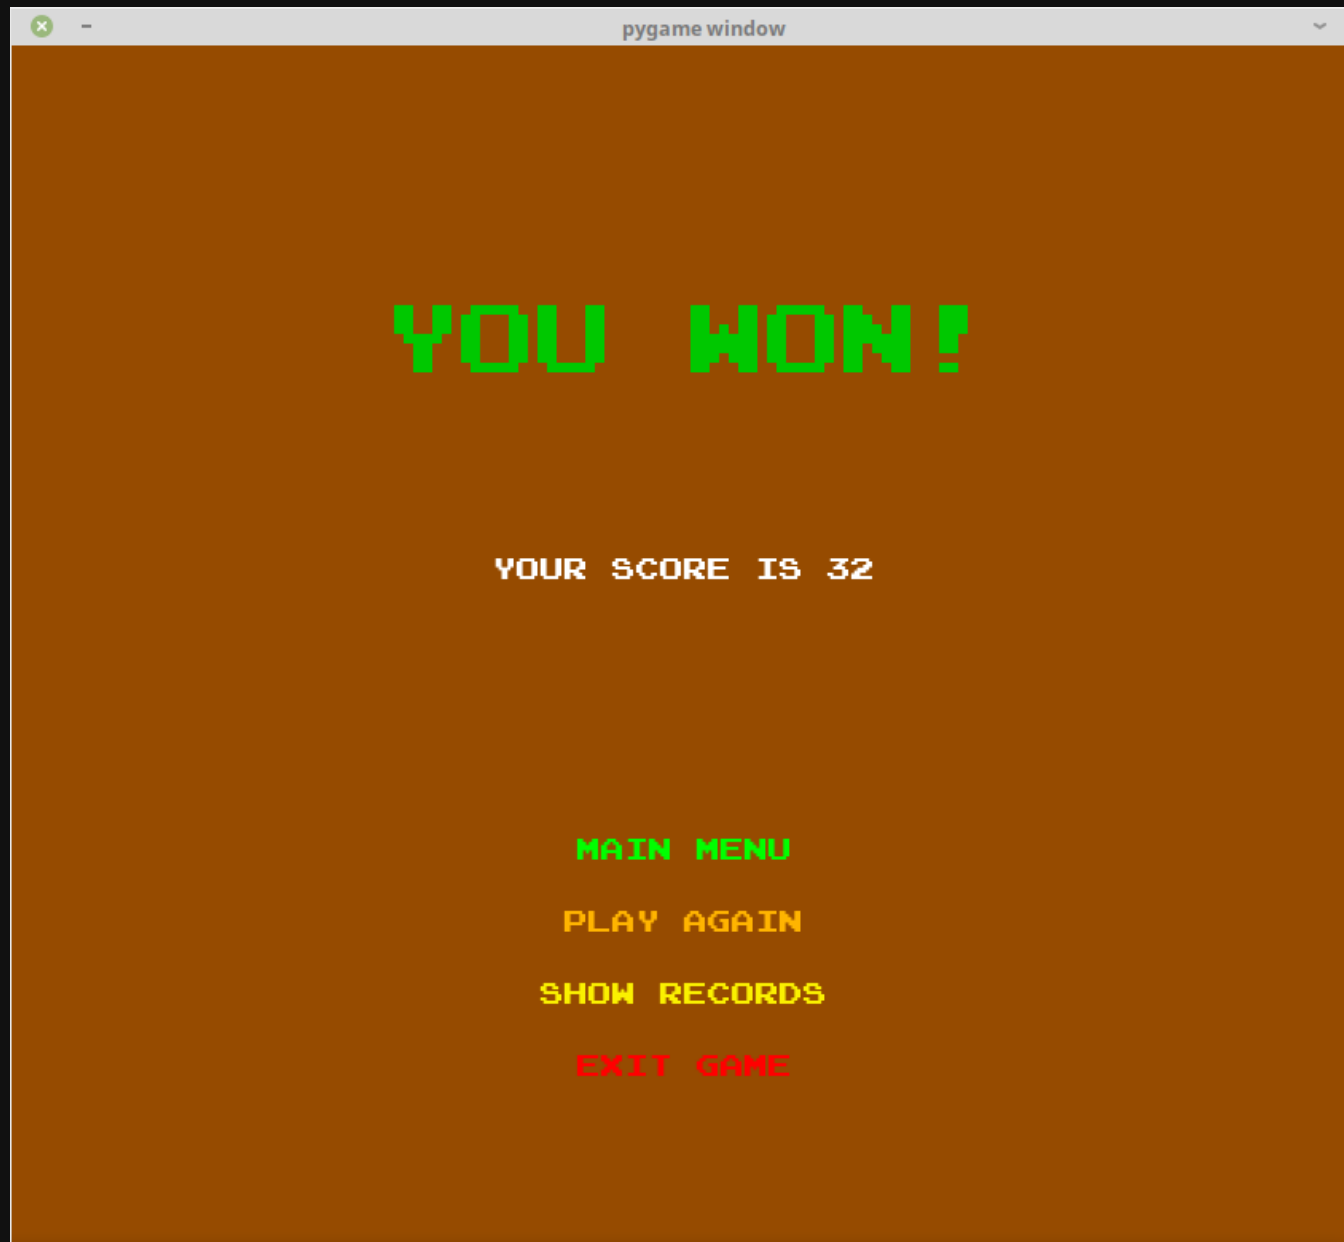 pygame window
YOU WON!
YOUR SCORE IS 32
MAIN MENU
PLAY AGAIN
SHOW RECORDS
EXIT GAME